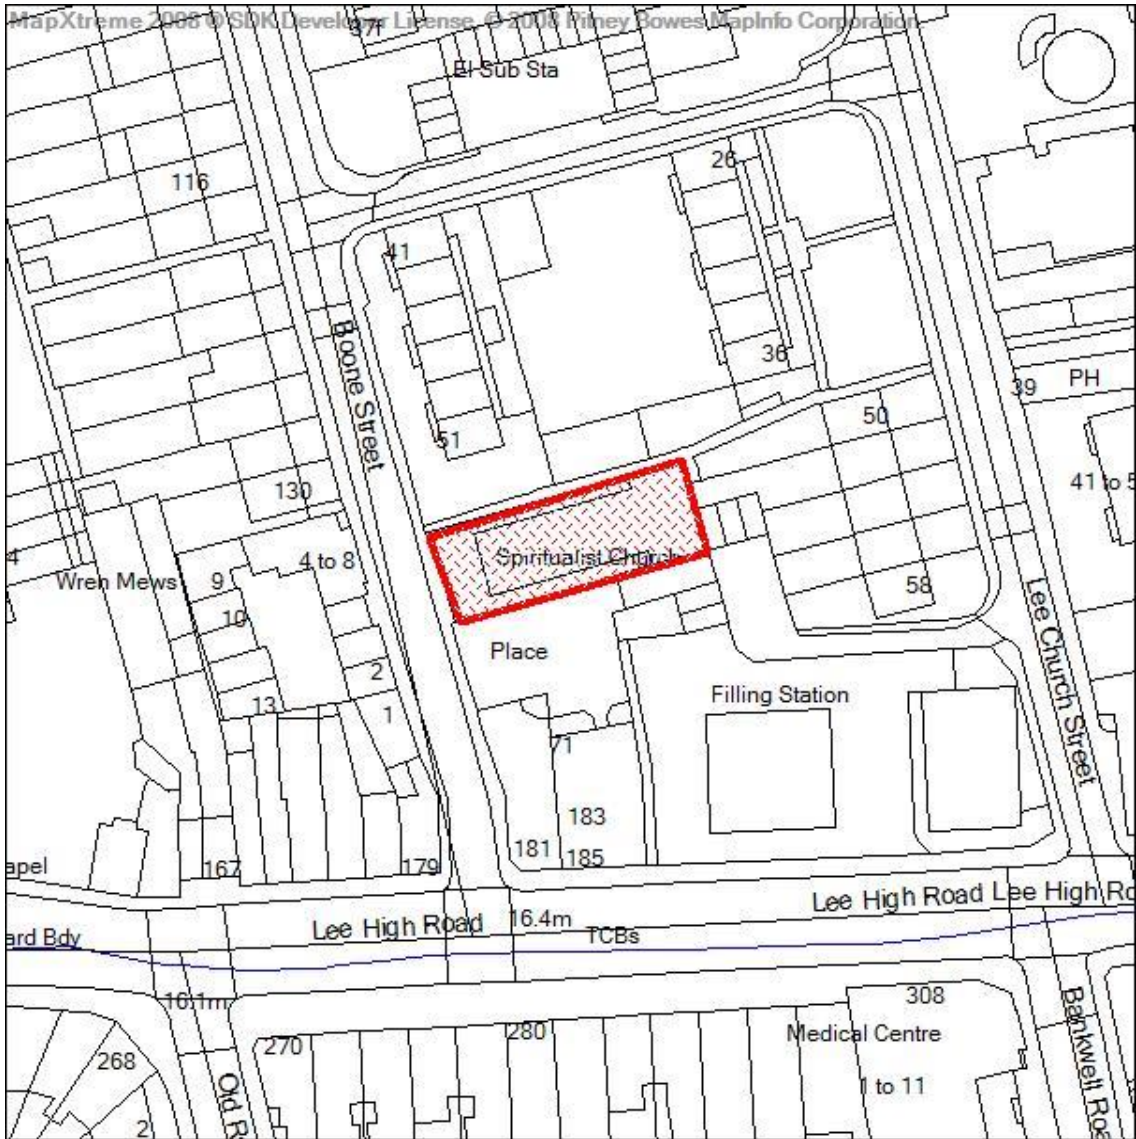 MapXtreme 2008 © SDK Developer License. © 2008 Pitney Bowes MapInfo Corporation
37f
El Sub Sta
26
116
41
Boone Street
36
PH
39
50
51
41 to 5
130
4
Spiritualist Church
4 to 8
Wren Mews
9
58
10
Lee Church Street
Place
2
Filling Station
13
1
71
183
181
185
apel
167
179
Lee High Road
Lee High Ro
Lee High Road
16.4m
TCBs
ard Bdy
16.1m
308
Bankwell Roa
270
280
Medical Centre
268
1 to 11
Old R
2